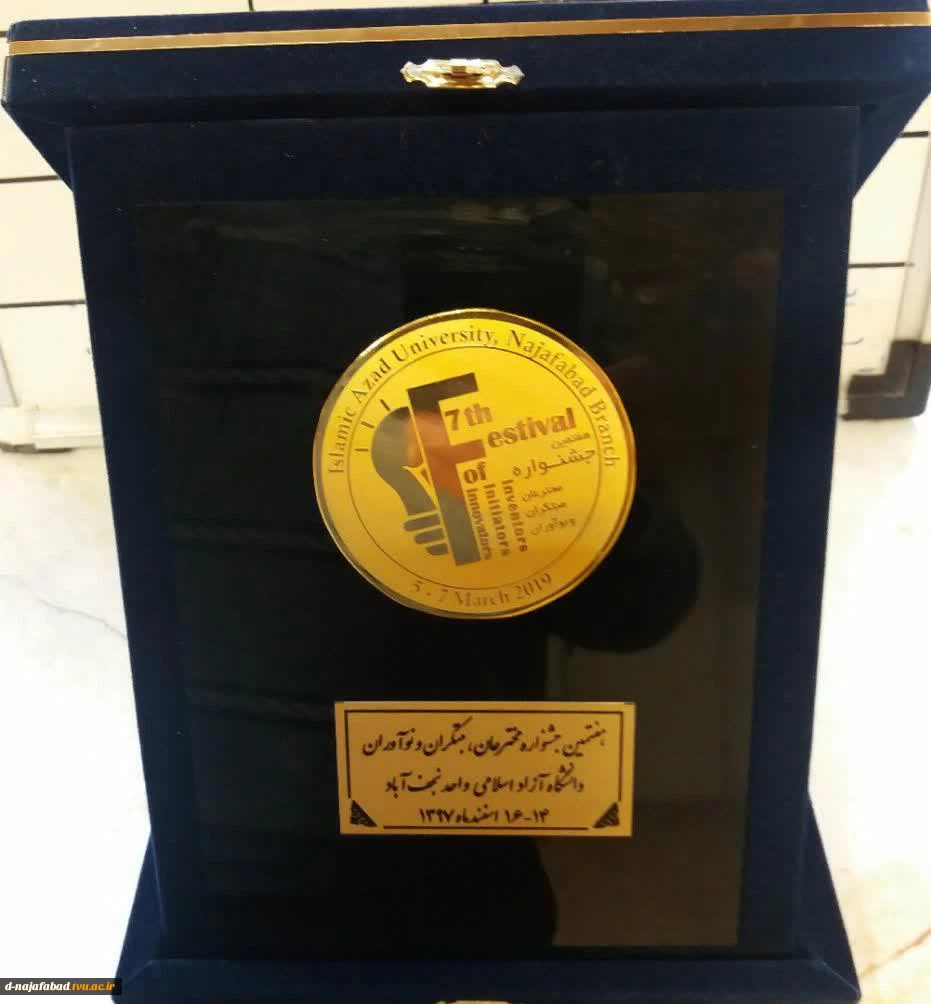 Islamic Azad University, Najafabad Branch
7th
Festival
of
Inventors
Initiators
Innovators
هفتمین
جشنـواره
مخترعان
مبتکران
و نوآوران
5 - 7 March 2019
هفتمین جشنواره مخترعان، مبتکران و نوآوران
دانشگاه آزاد اسلامی واحد نجف آباد
۱۴-۱۶ اسفندماه ۱۳۹۷
d-najafabad.tvu.ac.ir